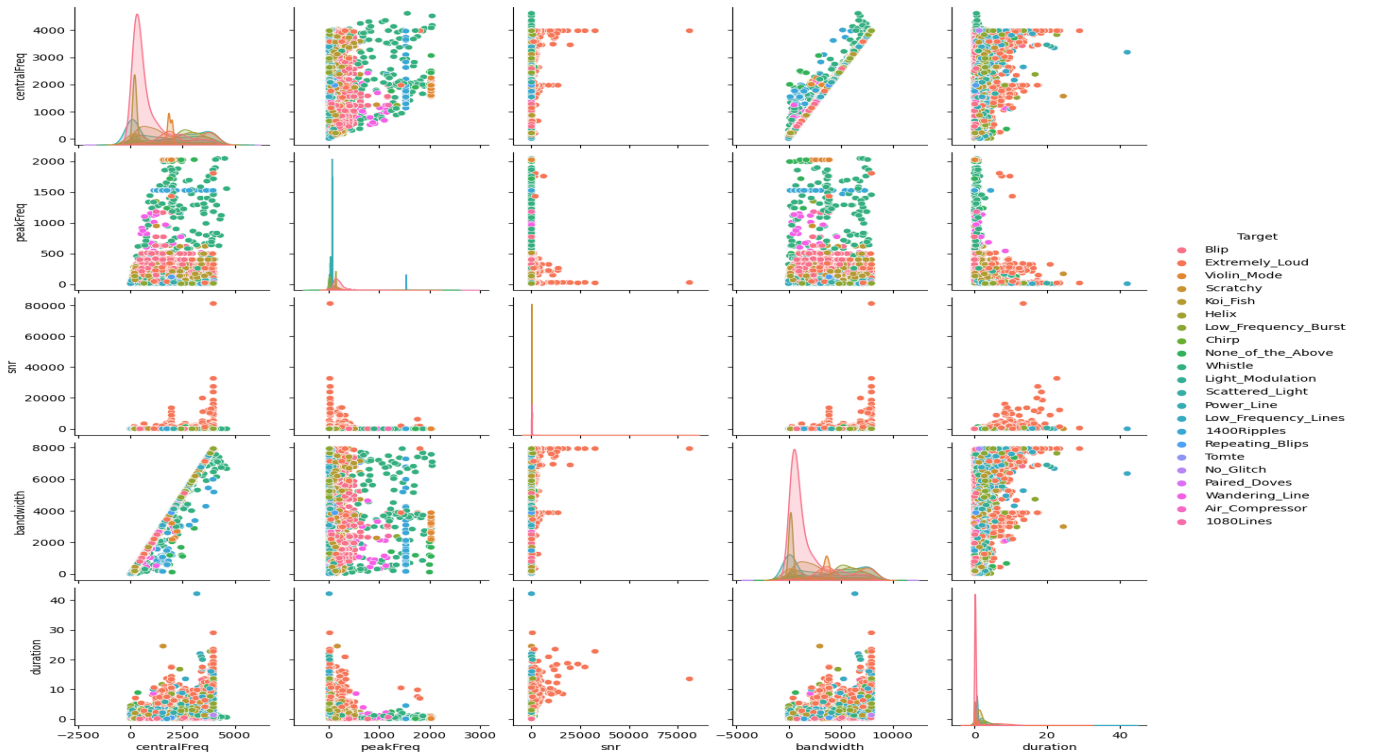 centralFreq
4000
3000
2000
1000
0
peakFreq
2000
1500
1000
500
0
snr
80000
60000
40000
20000
0
bandwidth
8000
6000
4000
2000
0
duration
40
30
20
10
0
−2500 0 2500 5000
centralFreq
0 1000 2000 3000
peakFreq
0 25000 50000 75000
snr
−5000 0 5000 10000
bandwidth
0 20 40
duration
Target
Blip
Extremely_Loud
Violin_Mode
Scratchy
Koi_Fish
Helix
Low_Frequency_Burst
Chirp
None_of_the_Above
Whistle
Light_Modulation
Scattered_Light
Power_Line
Low_Frequency_Lines
1400Ripples
Repeating_Blips
Tomte
No_Glitch
Paired_Doves
Wandering_Line
Air_Compressor
1080Lines